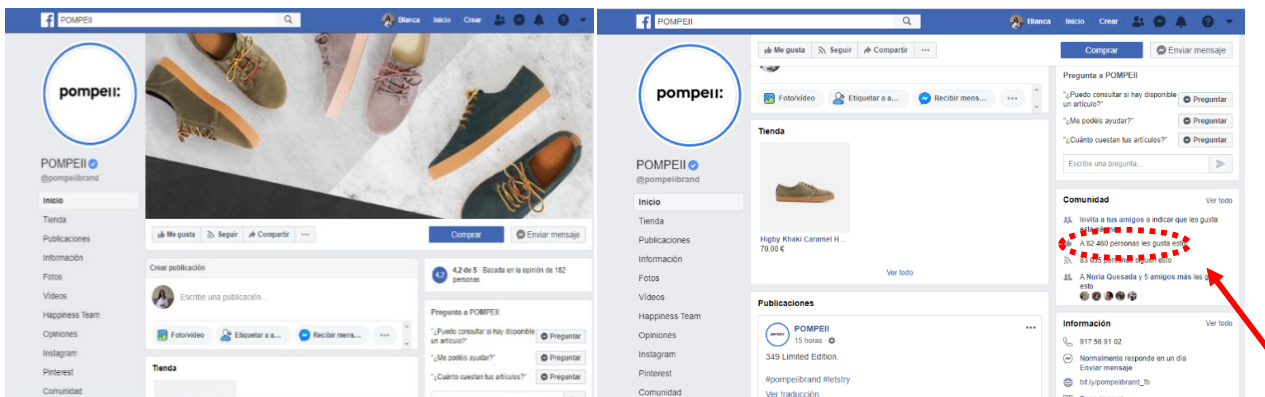 POMPEII
Blanca Inicio Crear
pompeii:
POMPEII
@pompeiibrand
Inicio
Tienda
Publicaciones
Información
Fotos
Vídeos
Happiness Team
Opiniones
Instagram
Pinterest
Comunidad
Me gusta Seguir Compartir ...
Comprar Enviar mensaje
Crear publicación
Escribe una publicación...
Foto/vídeo Etiquetar a a... Recibir mens... ...
Tienda
4,2 4,2 de 5 · Basada en la opinión de 182
personas
Pregunta a POMPEII
"¿Puedo consultar si hay disponible
un artículo?" Preguntar
"¿Me podéis ayudar?" Preguntar
"¿Cuánto cuestan tus artículos?" Preguntar
POMPEII
Blanca Inicio Crear
pompeii:
POMPEII
@pompeiibrand
Inicio
Tienda
Publicaciones
Información
Fotos
Vídeos
Happiness Team
Opiniones
Instagram
Pinterest
Comunidad
Me gusta Seguir Compartir ...
Comprar Enviar mensaje
Foto/vídeo Etiquetar a a... Recibir mens... ...
Tienda
Higby Khaki Caramel H...
70,00 €
Ver todo
Publicaciones
POMPEII ...
15 horas ·
349 Limited Edition.
#pompeiibrand #letstry
Ver traducción
Pregunta a POMPEII
"¿Puedo consultar si hay disponible
un artículo?" Preguntar
"¿Me podéis ayudar?" Preguntar
"¿Cuánto cuestan tus artículos?" Preguntar
Escribe una pregunta...
Comunidad Ver todo
Invita a tus amigos a indicar que les gusta
esta página
A 82 460 personas les gusta esto
personas siguen esto
A Nuria Quesada y 5 amigos más les
esto
Información Ver todo
917 56 91 02
Normalmente responde en un día
Enviar mensaje
bit.ly/pompeiibrand_fb